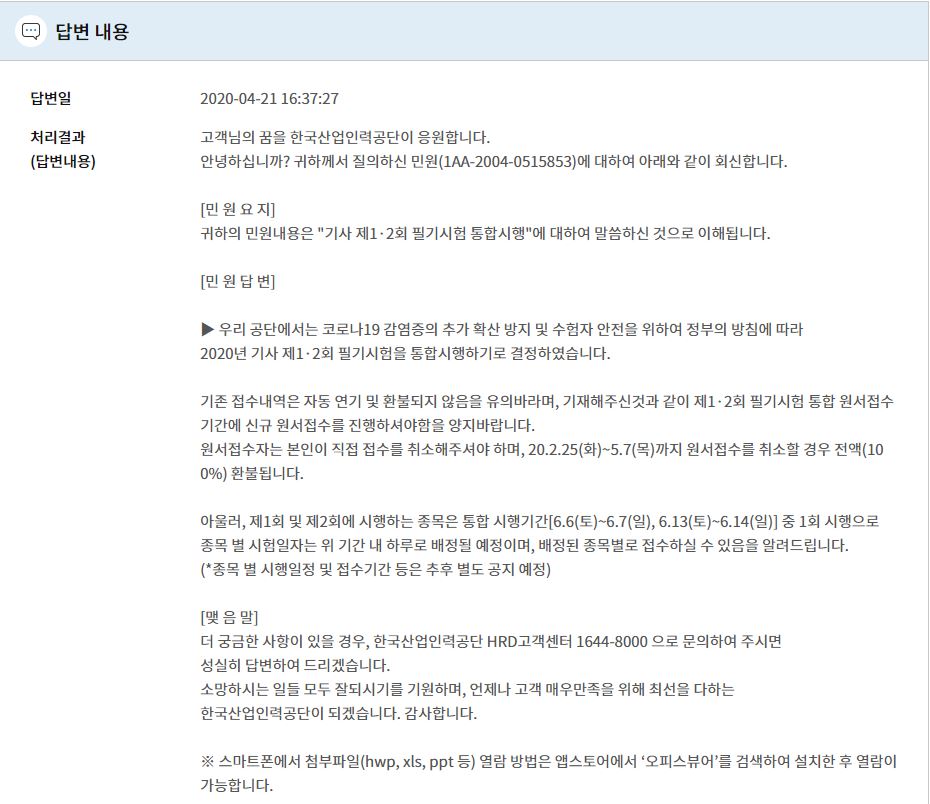 답변 내용
답변일 2020-04-21 16:37:27
처리결과 고객님의 꿈을 한국산업인력공단이 응원합니다.
(답변내용) 안녕하십니까? 귀하께서 질의하신 민원(1AA-2004-0515853)에 대하여 아래와 같이 회신합니다.
[민 원 요 지]
귀하의 민원내용은 "기사 제1·2회 필기시험 통합시행"에 대하여 말씀하신 것으로 이해됩니다.
[민 원 답 변]
▶ 우리 공단에서는 코로나19 감염증의 추가 확산 방지 및 수험자 안전을 위하여 정부의 방침에 따라
2020년 기사 제1·2회 필기시험을 통합시행하기로 결정하였습니다.
기존 접수내역은 자동 연기 및 환불되지 않음을 유의바라며, 기재해주신것과 같이 제1·2회 필기시험 통합 원서접수
기간에 신규 원서접수를 진행하셔야함을 양지바랍니다.
원서접수자는 본인이 직접 접수를 취소해주셔야 하며, 20.2.25(화)~5.7(목)까지 원서접수를 취소할 경우 전액(10
0%) 환불됩니다.
아울러, 제1회 및 제2회에 시행하는 종목은 통합 시행기간[6.6(토)~6.7(일), 6.13(토)~6.14(일)] 중 1회 시행으로
종목 별 시험일자는 위 기간 내 하루로 배정될 예정이며, 배정된 종목별로 접수하실 수 있음을 알려드립니다.
(*종목 별 시행일정 및 접수기간 등은 추후 별도 공지 예정)
[맺 음 말]
더 궁금한 사항이 있을 경우, 한국산업인력공단 HRD고객센터 1644-8000 으로 문의하여 주시면
성실히 답변하여 드리겠습니다.
소망하시는 일들 모두 잘되시기를 기원하며, 언제나 고객 매우만족을 위해 최선을 다하는
한국산업인력공단이 되겠습니다. 감사합니다.
※ 스마트폰에서 첨부파일(hwp, xls, ppt 등) 열람 방법은 앱스토어에서 ‘오피스뷰어’를 검색하여 설치한 후 열람이
가능합니다.